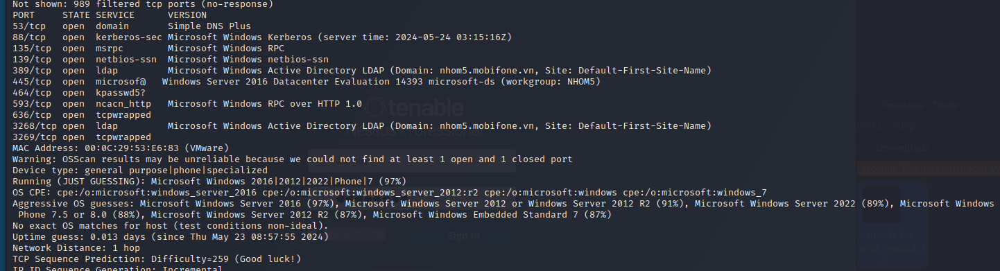 Not shown: 989 filtered tcp ports (no-response)
PORT     STATE SERVICE      VERSION
53/tcp   open  domain       Simple DNS Plus
88/tcp   open  kerberos-sec Microsoft Windows Kerberos (server time: 2024-05-24 03:15:16Z)
135/tcp  open  msrpc        Microsoft Windows RPC
139/tcp  open  netbios-ssn  Microsoft Windows netbios-ssn
389/tcp  open  ldap         Microsoft Windows Active Directory LDAP (Domain: nhom5.mobifone.vn, Site: Default-First-Site-Name)
445/tcp  open  microsof@   Windows Server 2016 Datacenter Evaluation 14393 microsoft-ds (workgroup: NHOM5)
464/tcp  open  kpasswd5?
593/tcp  open  ncacn_http   Microsoft Windows RPC over HTTP 1.0
636/tcp  open  tcpwrapped
3268/tcp open  ldap         Microsoft Windows Active Directory LDAP (Domain: nhom5.mobifone.vn, Site: Default-First-Site-Name)
3269/tcp open  tcpwrapped
MAC Address: 00:0C:29:53:E6:83 (VMware)
Warning: OSScan results may be unreliable because we could not find at least 1 open and 1 closed port
Device type: general purpose|phone|specialized
Running (JUST GUESSING): Microsoft Windows 2016|2012|2022|Phone|7 (97%)
OS CPE: cpe:/o:microsoft:windows_server_2016 cpe:/o:microsoft:windows_server_2012:r2 cpe:/o:microsoft:windows cpe:/o:microsoft:windows_7
Aggressive OS guesses: Microsoft Windows Server 2016 (97%), Microsoft Windows Server 2012 or Windows Server 2012 R2 (91%), Microsoft Windows Server 2022 (89%), Microsoft Windows
Phone 7.5 or 8.0 (88%), Microsoft Windows Server 2012 R2 (87%), Microsoft Windows Embedded Standard 7 (87%)
No exact OS matches for host (test conditions non-ideal).
Uptime guess: 0.013 days (since Thu May 23 08:57:55 2024)
Network Distance: 1 hop
TCP Sequence Prediction: Difficulty=259 (Good luck!)
IP ID Sequence Generation: Incremental
tenable
Professional
Sign In
Downloads - Thunar
Help
Downloads